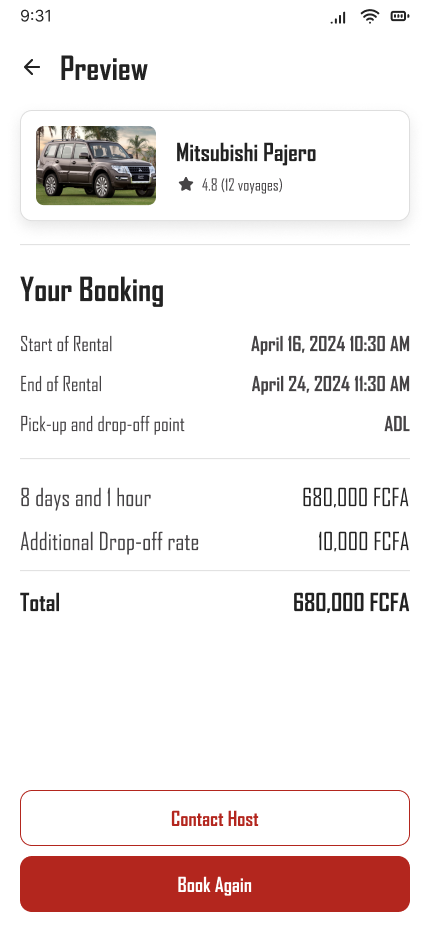 9:31
Preview
Mitsubishi Pajero
4.8 (12 voyages)
Your Booking
Start of Rental April 16, 2024 10:30 AM
End of Rental April 24, 2024 11:30 AM
Pick-up and drop-off point ADL
8 days and 1 hour 680,000 FCFA
Additional Drop-off rate 10,000 FCFA
Total 680,000 FCFA
Contact Host
Book Again